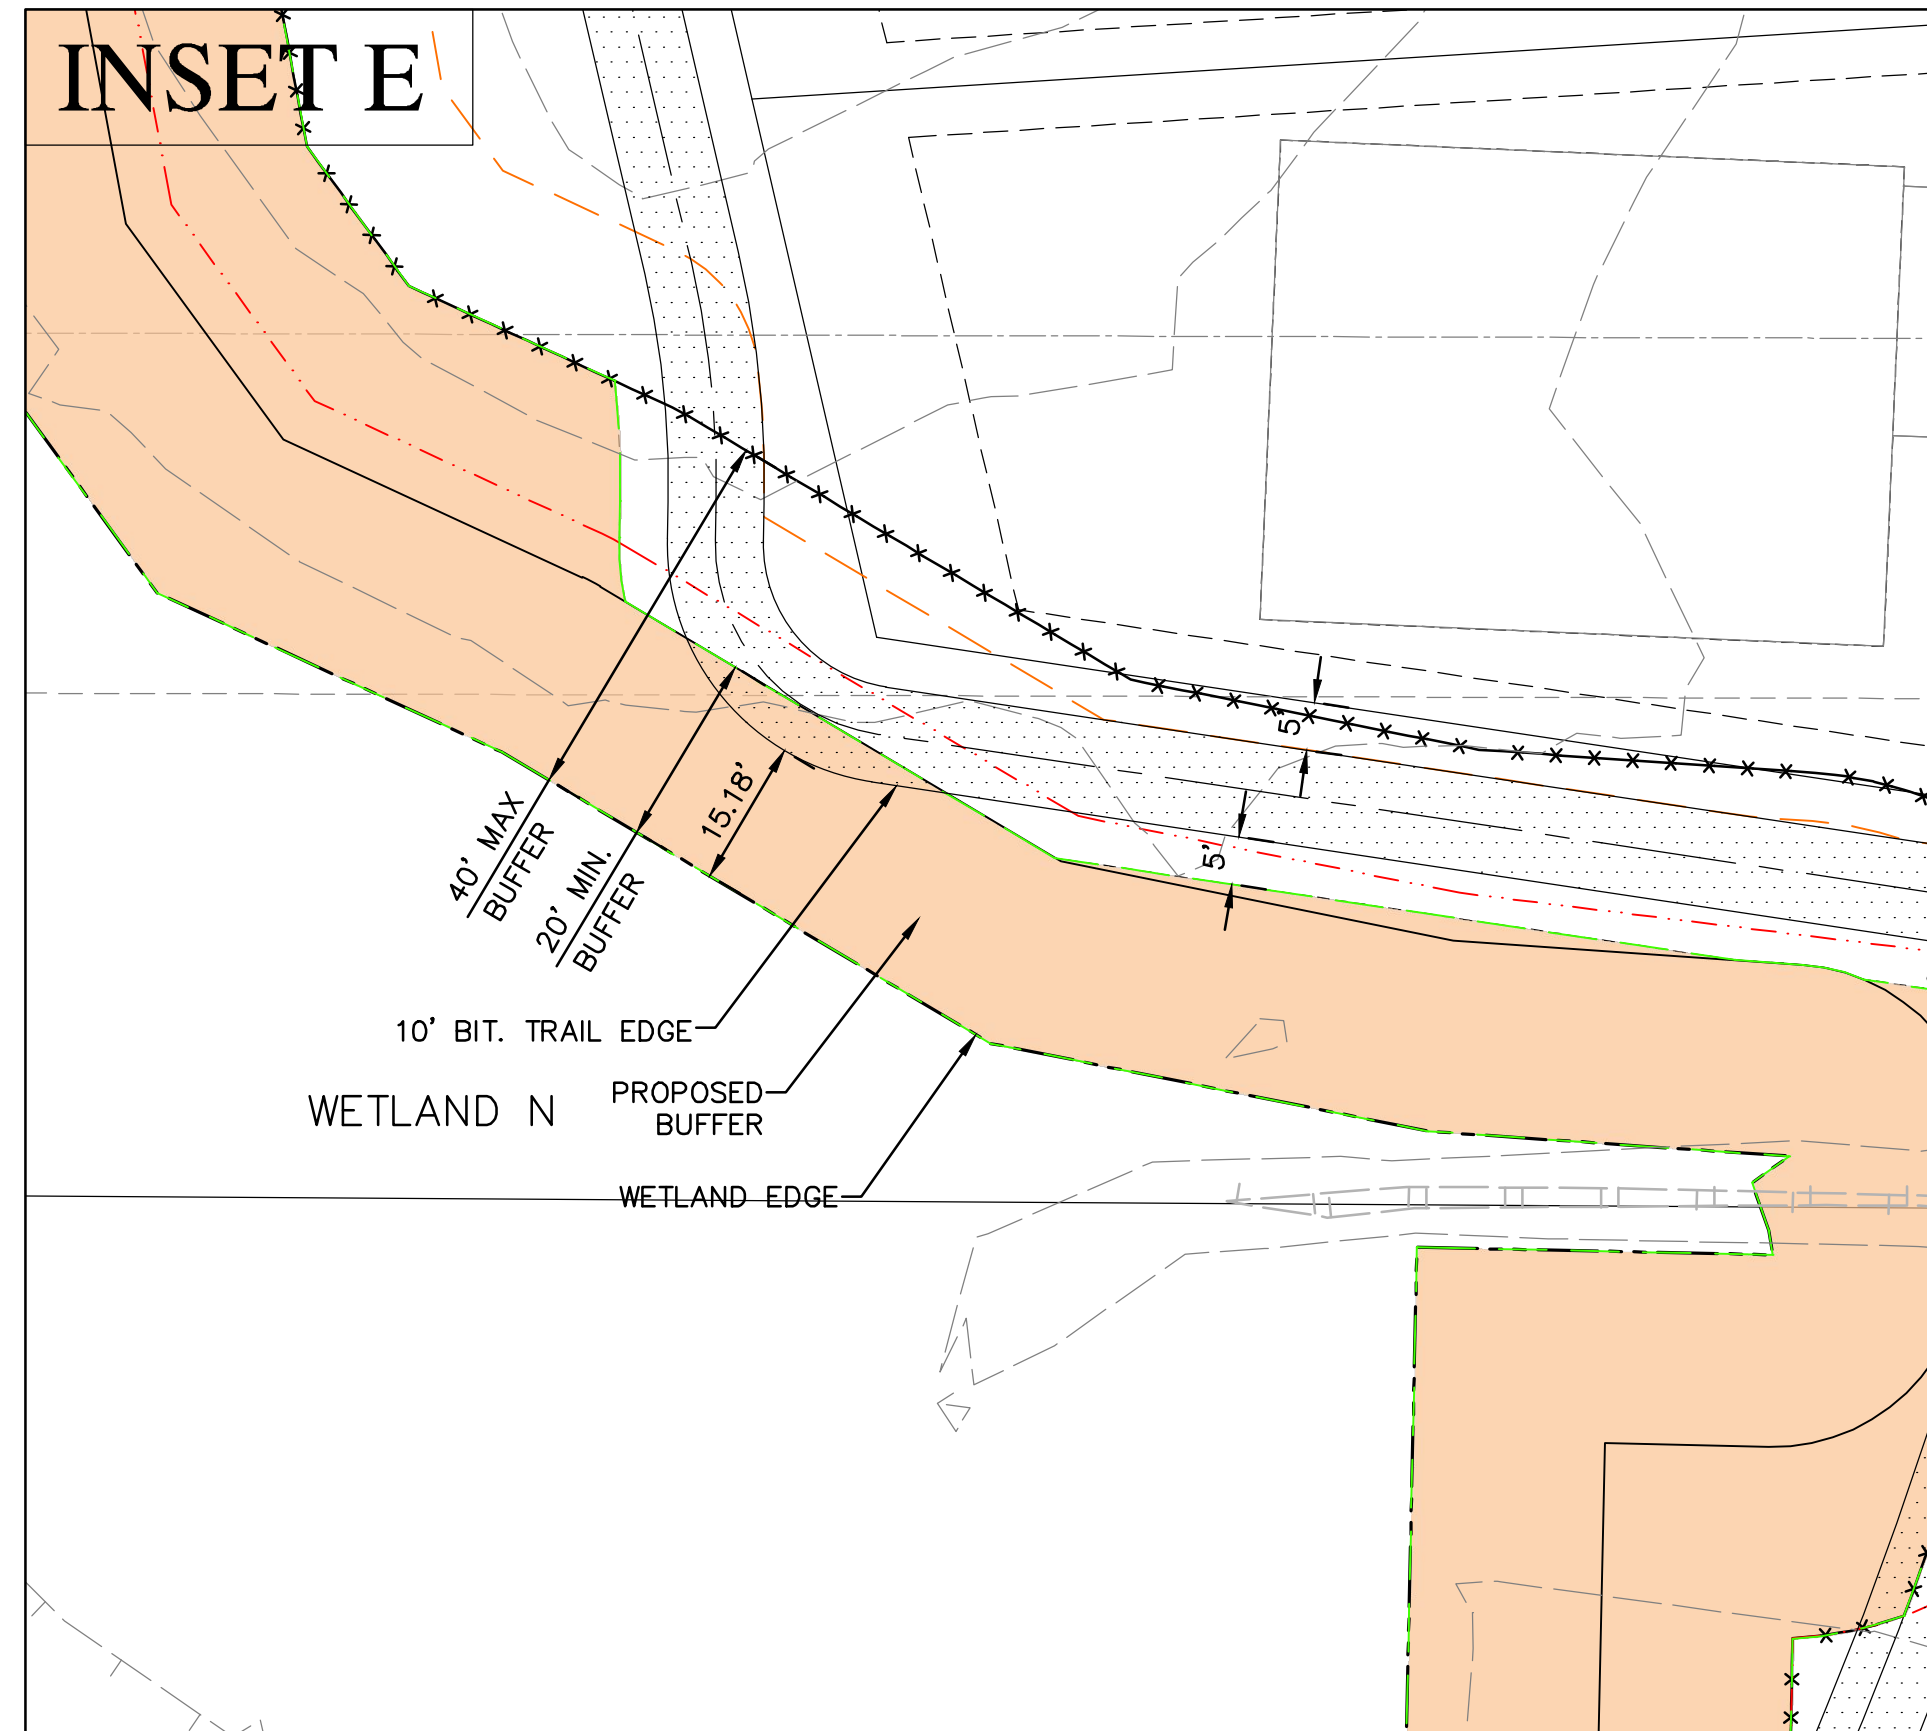 INSET E
5'
5'
15.18'
40' MAX
BUFFER
20' MIN.
BUFFER
10' BIT. TRAIL EDGE
PROPOSED
BUFFER
WETLAND N
WETLAND EDGE